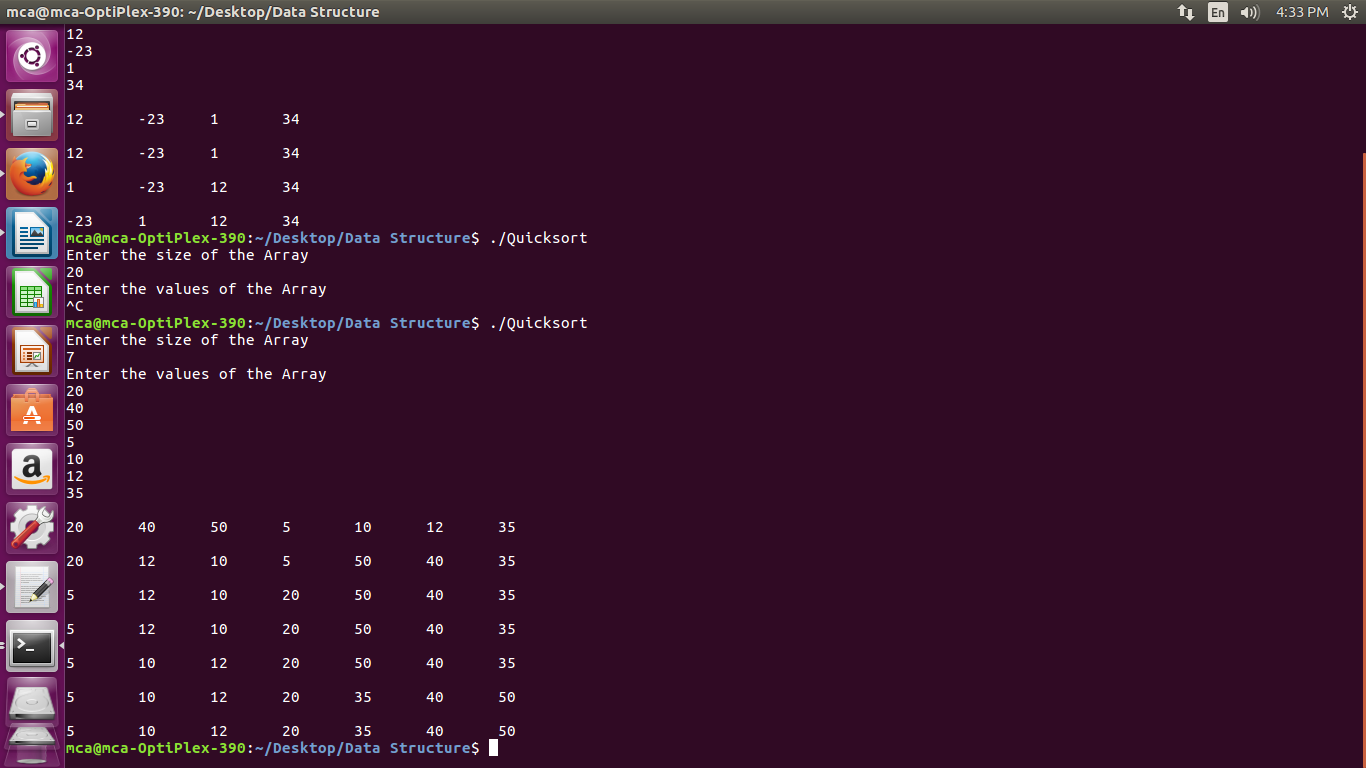 mca@mca-OptiPlex-390: ~/Desktop/Data Structure En 4:33 PM
12
-23
1
34
12 -23 1 34
12 -23 1 34
1 -23 12 34
-23 1 12 34
mca@mca-OptiPlex-390:~/Desktop/Data Structure$ ./Quicksort
Enter the size of the Array
20
Enter the values of the Array
^C
mca@mca-OptiPlex-390:~/Desktop/Data Structure$ ./Quicksort
Enter the size of the Array
7
Enter the values of the Array
20
40
50
5
10
12
35
20 40 50 5 10 12 35
20 12 10 5 50 40 35
5 12 10 20 50 40 35
5 12 10 20 50 40 35
5 10 12 20 50 40 35
5 10 12 20 35 40 50
5 10 12 20 35 40 50
mca@mca-OptiPlex-390:~/Desktop/Data Structure$